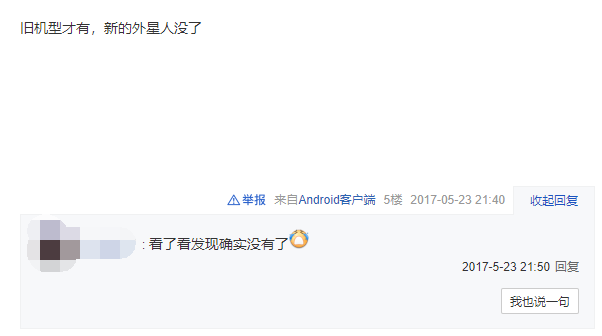 旧机型才有，新的外星人没了
举报 来自Android客户端 5楼 2017-05-23 21:40 收起回复
: 看了看发现确实没有了
2017-5-23 21:50 回复
我也说一句